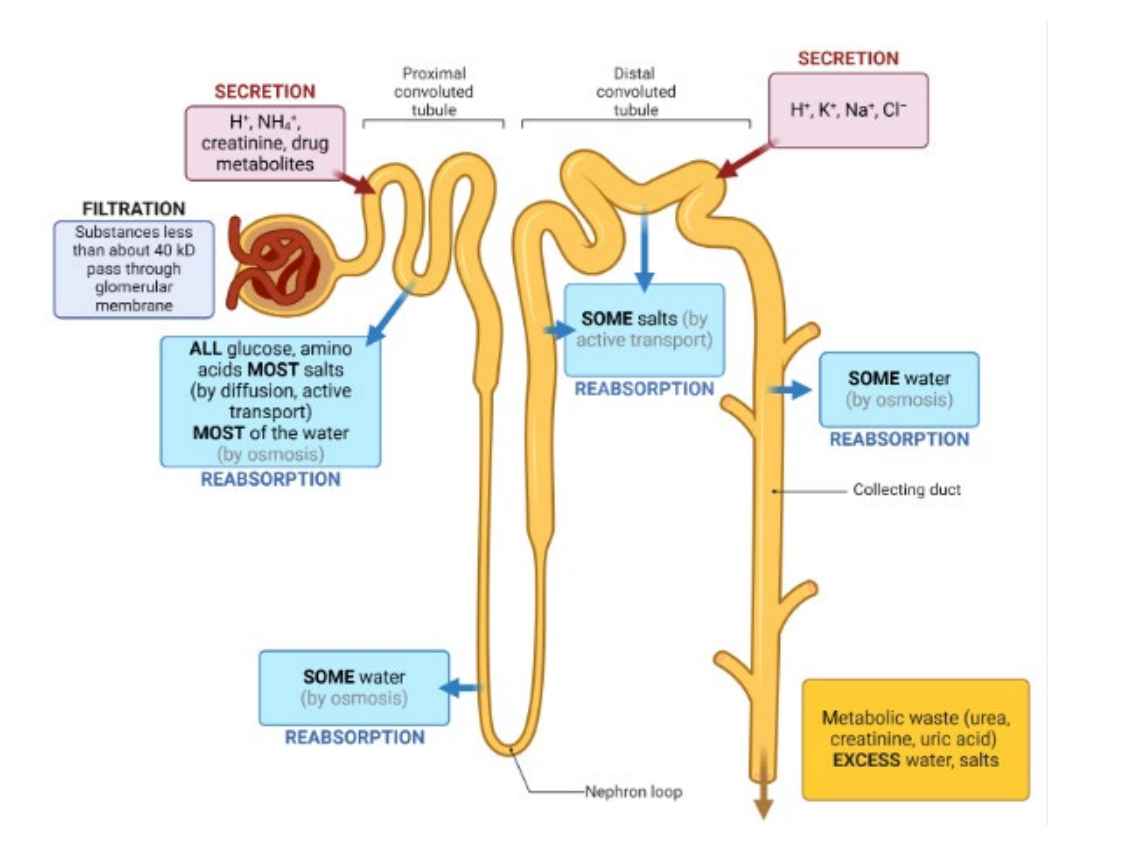 SECRETION
H⁺, NH₄⁺,
creatinine, drug
metabolites
Proximal
convoluted
tubule
Distal
convoluted
tubule
SECRETION
H⁺, K⁺, Na⁺, Cl⁻
FILTRATION
Substances less
than about 40 kD
pass through
glomerular
membrane
ALL glucose, amino
acids MOST salts
(by diffusion, active
transport)
MOST of the water
(by osmosis)
REABSORPTION
SOME salts (by
active transport)
REABSORPTION
SOME water
(by osmosis)
REABSORPTION
Collecting duct
SOME water
(by osmosis)
REABSORPTION
Nephron loop
Metabolic waste (urea,
creatinine, uric acid)
EXCESS water, salts